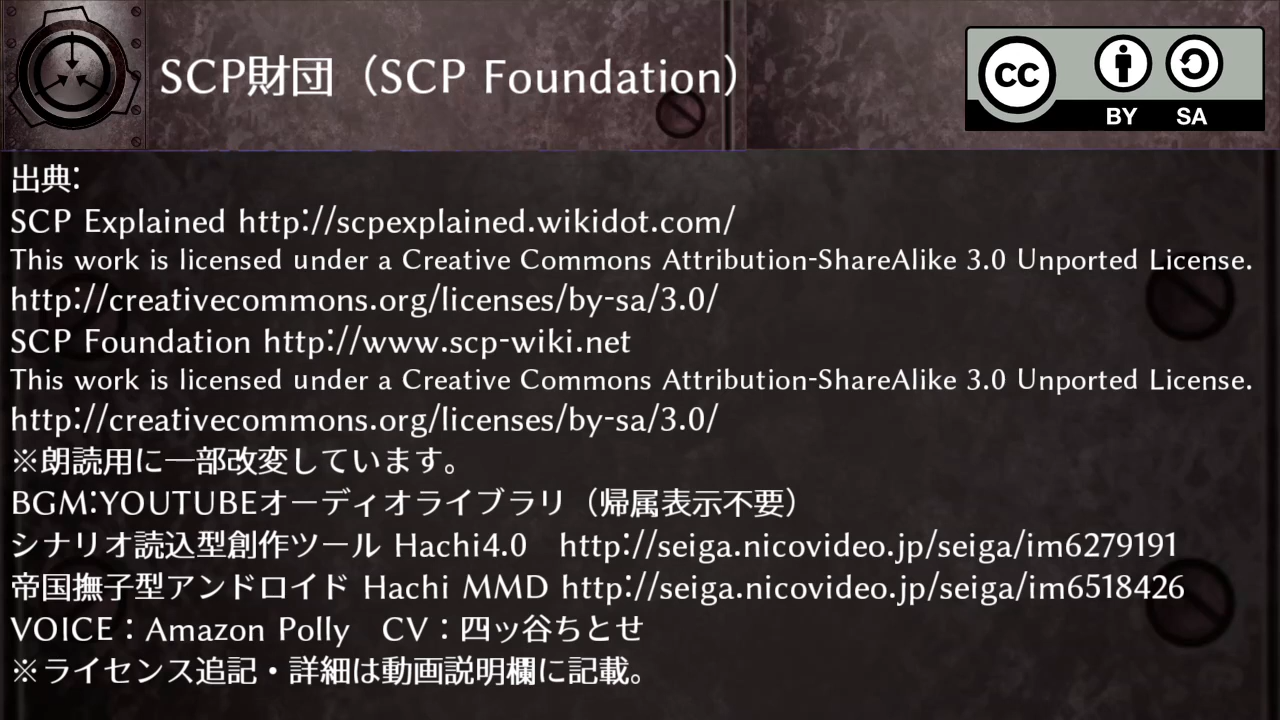 SCP財団（SCP Foundation）
CC
BY SA
出典:
SCP Explained http://scpexplained.wikidot.com/
This work is licensed under a Creative Commons Attribution-ShareAlike 3.0 Unported License.
http://creativecommons.org/licenses/by-sa/3.0/
SCP Foundation http://www.scp-wiki.net
This work is licensed under a Creative Commons Attribution-ShareAlike 3.0 Unported License.
http://creativecommons.org/licenses/by-sa/3.0/
※朗読用に一部改変しています。
BGM:YOUTUBEオーディオライブラリ（帰属表示不要）
シナリオ読込型創作ツール Hachi4.0　http://seiga.nicovideo.jp/seiga/im6279191
帝国撫子型アンドロイド Hachi MMD http://seiga.nicovideo.jp/seiga/im6518426
VOICE：Amazon Polly　CV：四ッ谷ちとせ
※ライセンス追記・詳細は動画説明欄に記載。